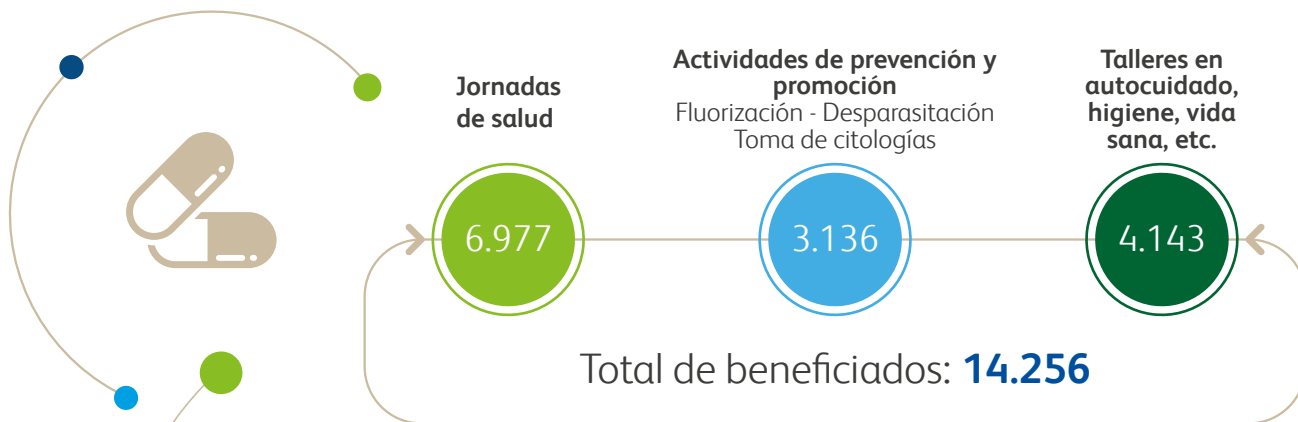 Jornadas
de salud
6.977
Actividades de prevención y
promoción
Fluorización - Desparasitación
Toma de citologías
3.136
Talleres en
autocuidado,
higiene, vida
sana, etc.
4.143
Total de beneficiados: 14.256